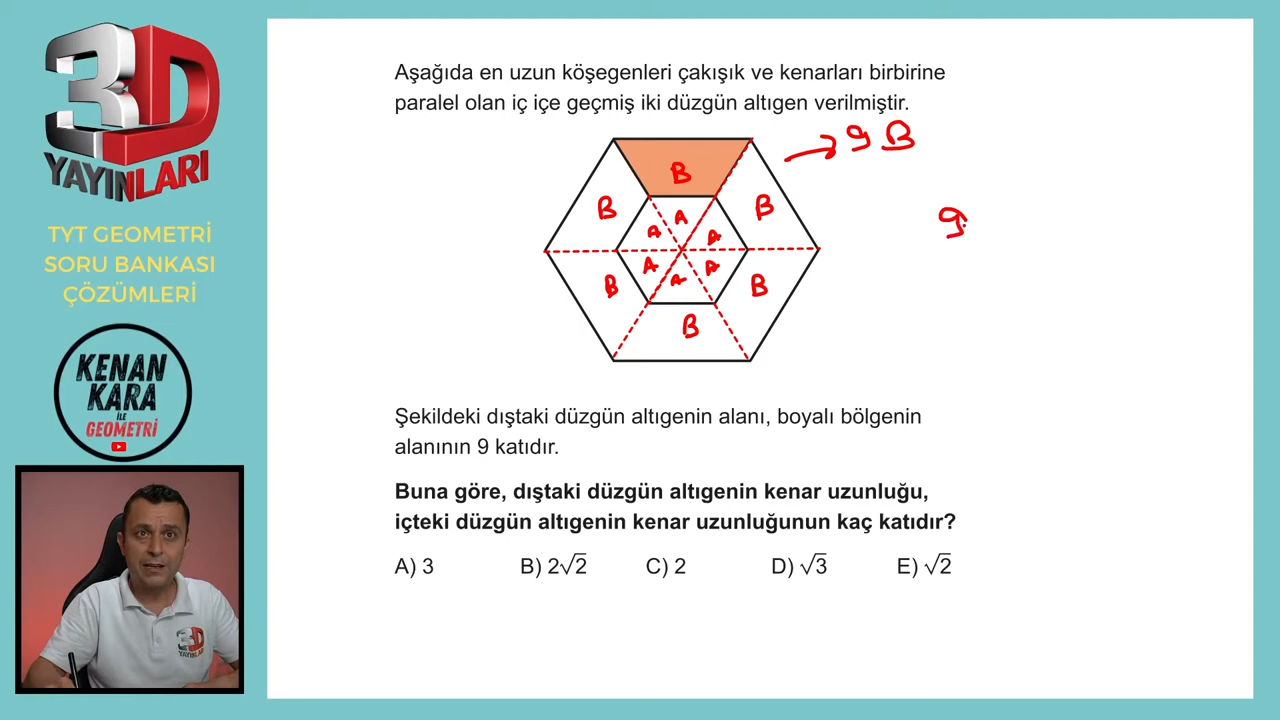 3D
YAYINLARI
TYT GEOMETRİ
SORU BANKASI
ÇÖZÜMLERİ
KENAN
KARA
İLE
GEOMETRİ
3D
YAYINLARI
Aşağıda en uzun köşegenleri çakışık ve kenarları birbirine
paralel olan iç içe geçmiş iki düzgün altıgen verilmiştir.
→ 9B
B
B B
A
A A
9
A A
A
B B
B
Şekildeki dıştaki düzgün altıgenin alanı, boyalı bölgenin
alanının 9 katıdır.
Buna göre, dıştaki düzgün altıgenin kenar uzunluğu,
içteki düzgün altıgenin kenar uzunluğunun kaç katıdır?
A) 3 B) 2√2 C) 2 D) √3 E) √2